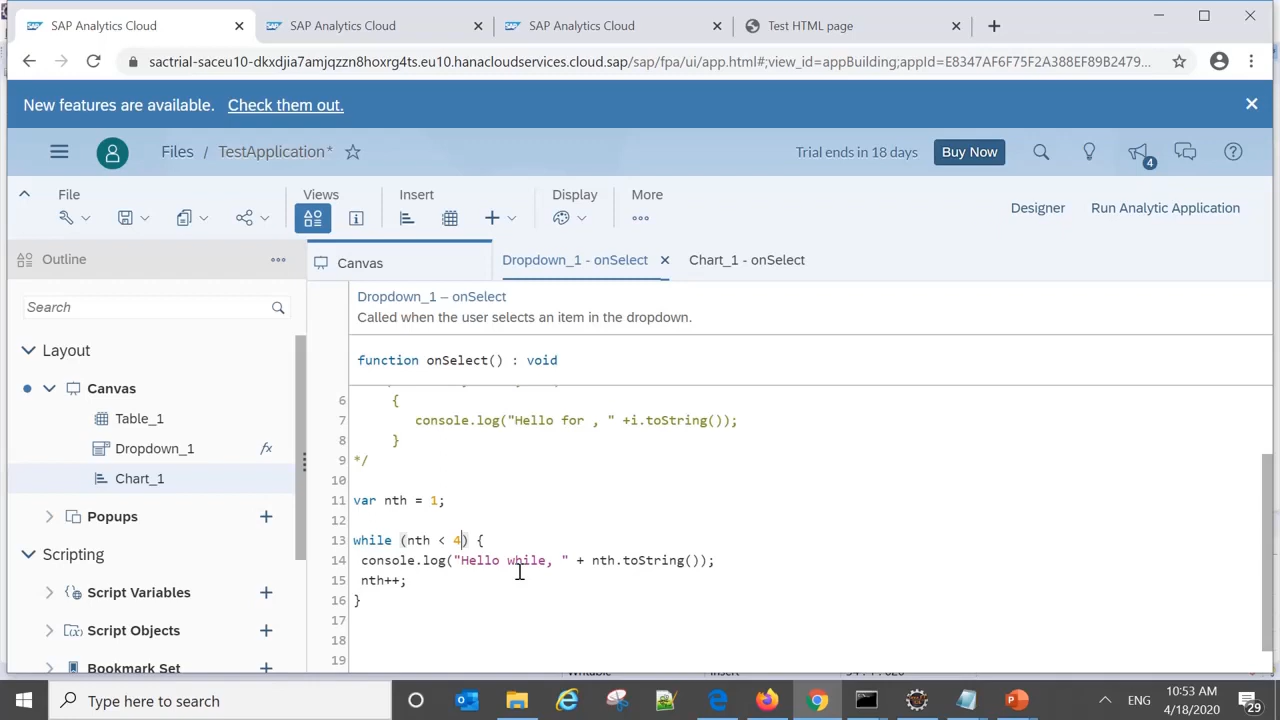 SAP Analytics Cloud
SAP Analytics Cloud
SAP Analytics Cloud
Test HTML page
sactrial-saceu10-dkxdjia7amjqzzn8hoxrg4ts.eu10.hanacloudservices.cloud.sap/sap/fpa/ui/app.html#;view_id=appBuilding;appId=E8347AF6F75F2A388EF89B2479...
New features are available. Check them out.
Files / TestApplication*
Trial ends in 18 days
Buy Now
4
File
Views
Insert
Display
More
Designer
Run Analytic Application
Outline
Canvas
Dropdown_1 - onSelect
Chart_1 - onSelect
Search
Layout
Canvas
Table_1
Dropdown_1
fx
Chart_1
Popups
Scripting
Script Variables
Script Objects
Bookmark Set
Dropdown_1 – onSelect
Called when the user selects an item in the dropdown.
function onSelect() : void
6 {
7 console.log("Hello for , " +i.toString());
8 }
9 */
10
11 var nth = 1;
12
13 while (nth < 4) {
14 console.log("Hello while, " + nth.toString());
15 nth++;
16 }
17
18
19
Type here to search
ENG
10:53 AM
4/18/2020
29